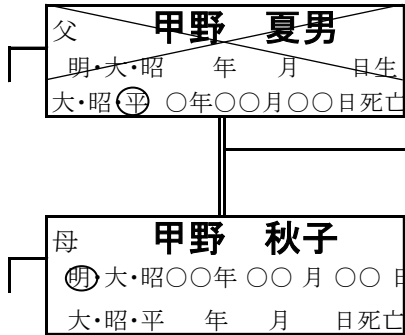 父 甲野 夏男
明・大・昭 年 月 日生
大・昭・平 ○年○○月○○日死亡
母 甲野 秋子
明・大・昭○○年 ○○ 月 ○○ 日
大・昭・平 年 月 日死亡